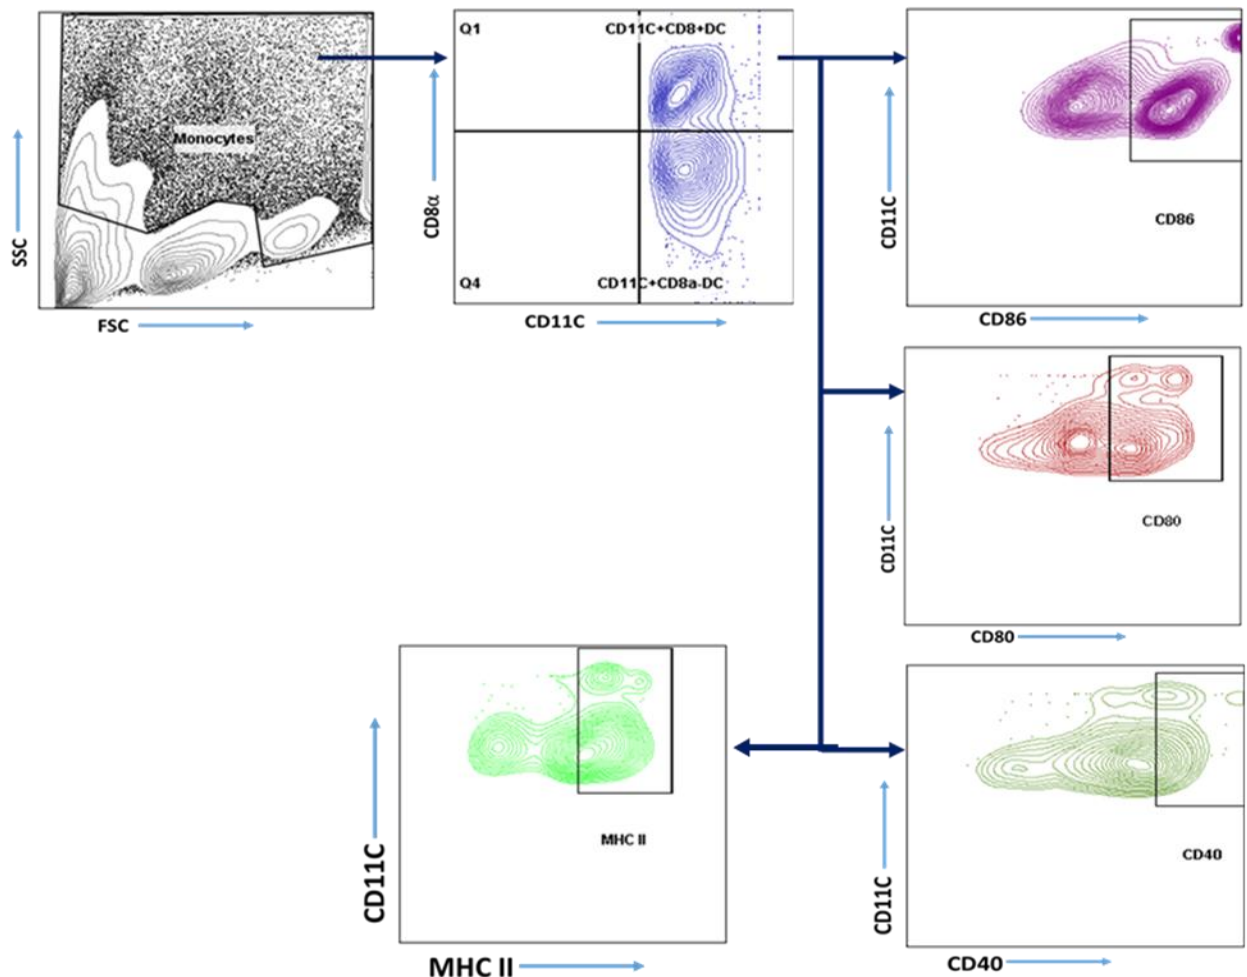 SSC
Monocytes
FSC
CD8α
Q1
CD11C+CD8+DC
Q4
CD11C+CD8a-DC
CD11C
CD11C
CD86
CD86
CD11C
CD80
CD80
CD11C
MHC II
MHC II
CD11C
CD40
CD40